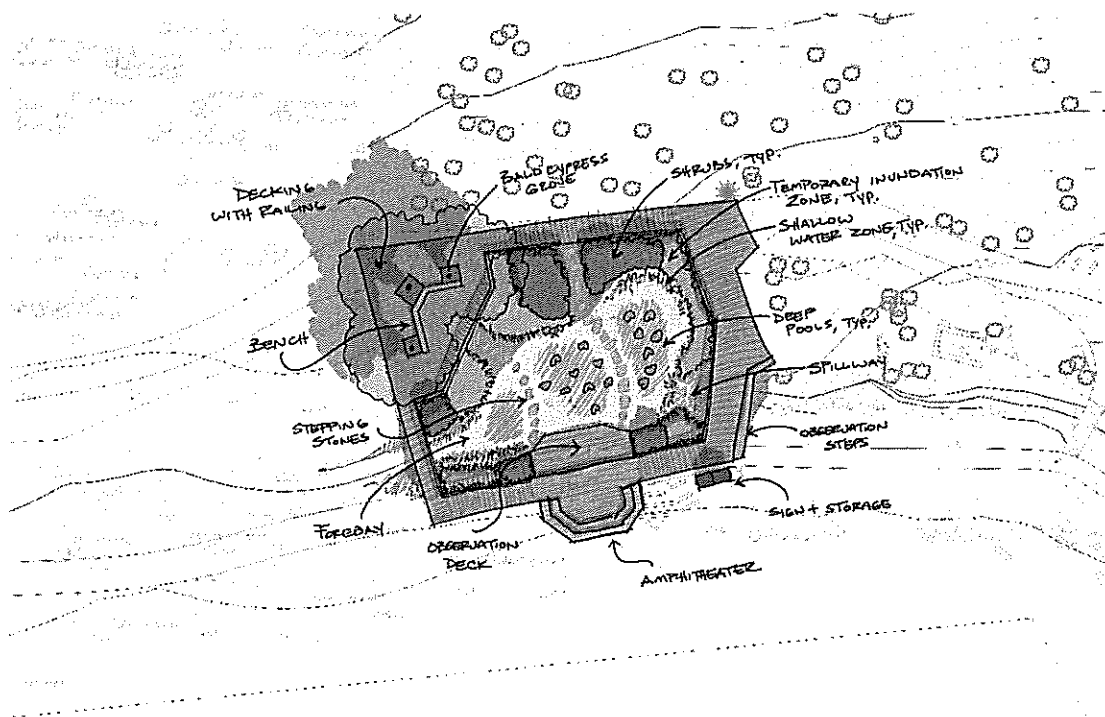 DECKING
WITH RAILING
BALD CYPRESS
GROVE
SHRUBS, TYP.
TEMPORARY INUNDATION
ZONE, TYP.
SHALLOW
WATER ZONE, TYP.
DEEP
POOLS, TYP.
BENCH
SPILLWAY
STEPPING
STONES
OBSERVATION
STEPS
FOREBAY
OBSERVATION
DECK
SIGN + STORAGE
AMPHITHEATER